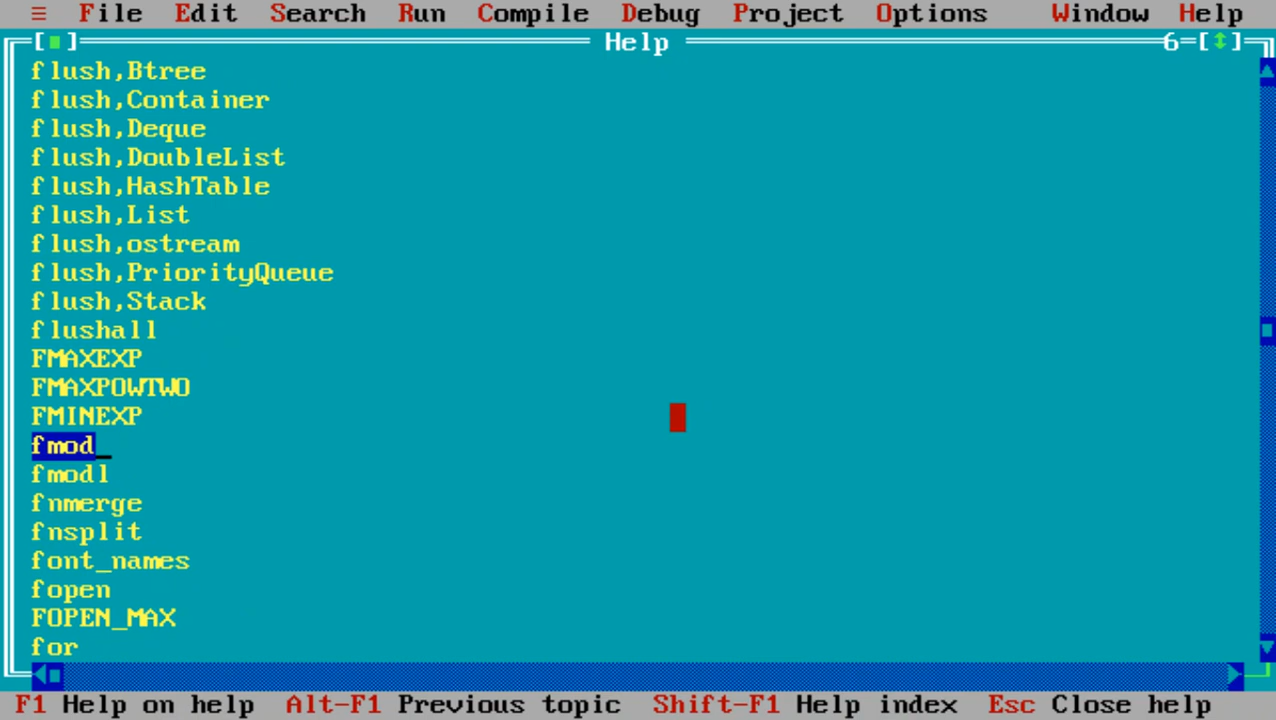 ≡ File Edit Search Run Compile Debug Project Options Window Help
[■] Help 6=[↕]
flush,Btree
flush,Container
flush,Deque
flush,DoubleList
flush,HashTable
flush,List
flush,ostream
flush,PriorityQueue
flush,Stack
flushall
FMAXEXP
FMAXPOWTWO
FMINEXP
fmod_
fmodl
fnmerge
fnsplit
font_names
fopen
FOPEN_MAX
for
F1 Help on help Alt-F1 Previous topic Shift-F1 Help index Esc Close help